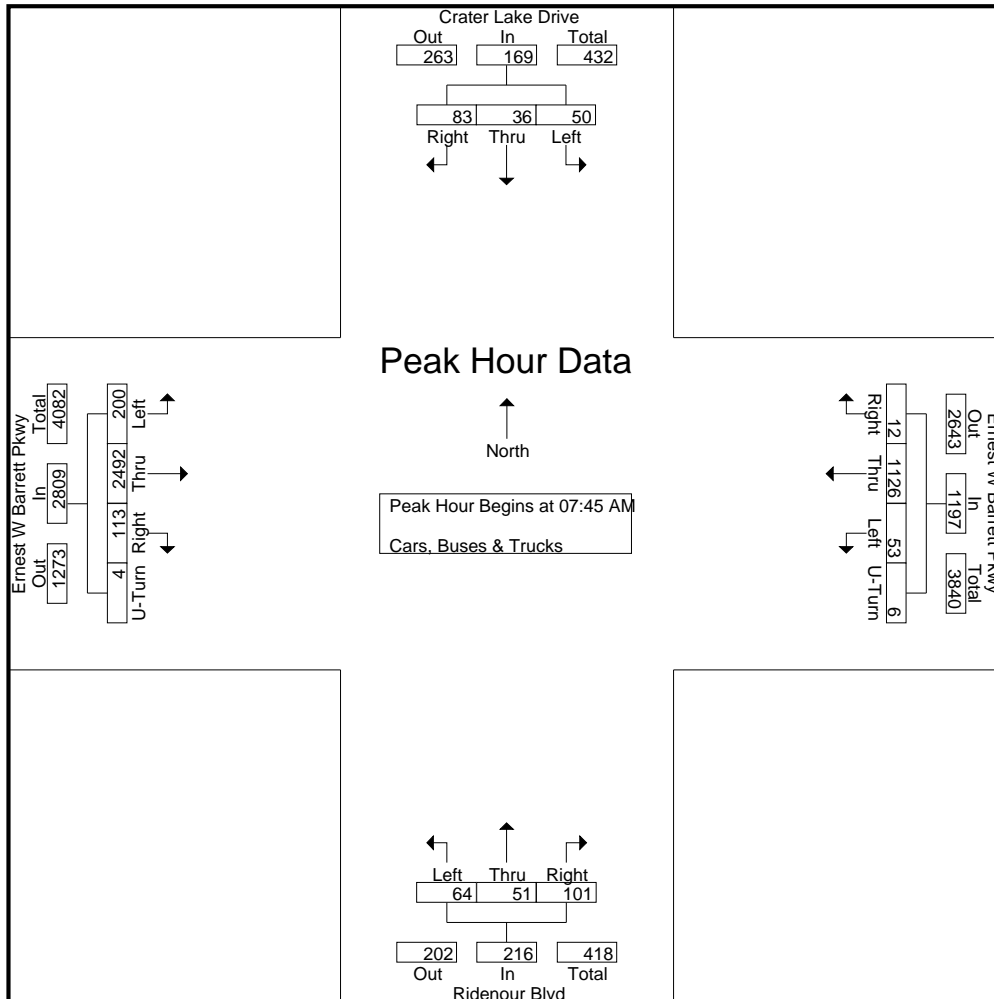 Crater Lake Drive
Out In Total
263 169 432
83 36 50
Right Thru Left
Peak Hour Data
North
Peak Hour Begins at 07:45 AM
Cars, Buses & Trucks
Ernest W Barrett Pkwy
Total In Out
4082 2809 1273
200 2492 113 4
Left Thru Right U-Turn
Ernest W Barrett Pkwy
Out In Total
2643 1197 3840
12 1126 53 6
Right Thru Left U-Turn
Left Thru Right
64 51 101
202 216 418
Out In Total
Ridenour Blvd